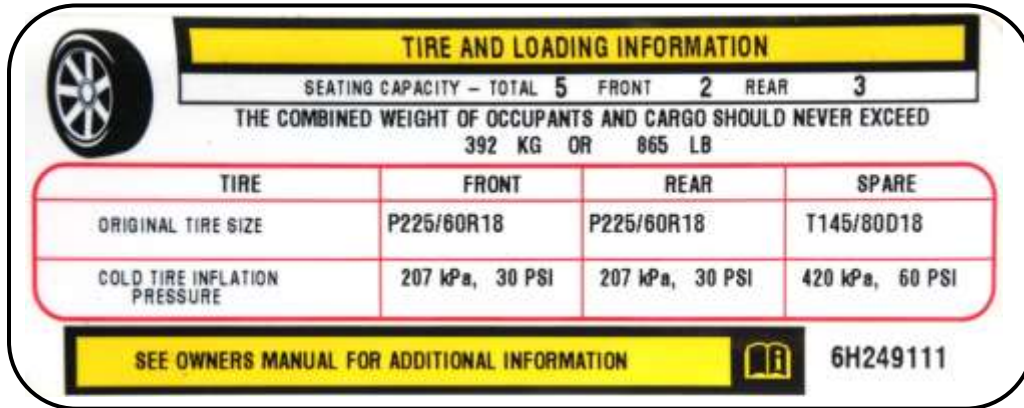 TIRE AND LOADING INFORMATION
SEATING CAPACITY – TOTAL 5 FRONT 2 REAR 3
THE COMBINED WEIGHT OF OCCUPANTS AND CARGO SHOULD NEVER EXCEED
392 KG OR 865 LB
TIRE FRONT REAR SPARE
ORIGINAL TIRE SIZE P225/60R18 P225/60R18 T145/80D18
COLD TIRE INFLATION PRESSURE 207 kPa, 30 PSI 207 kPa, 30 PSI 420 kPa, 60 PSI
SEE OWNERS MANUAL FOR ADDITIONAL INFORMATION 6H249111